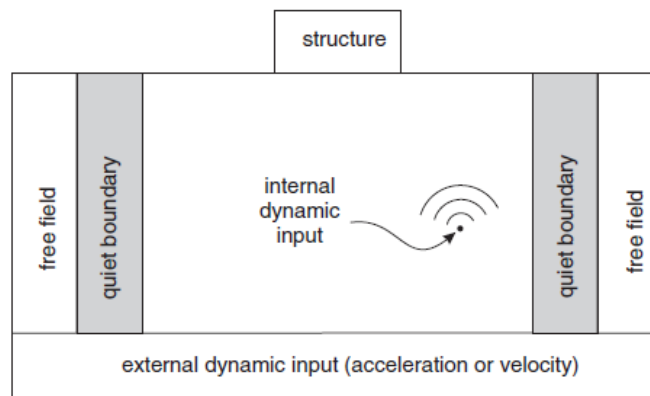 structure
free field
quiet boundary
internal
dynamic
input
quiet boundary
free field
external dynamic input (acceleration or velocity)